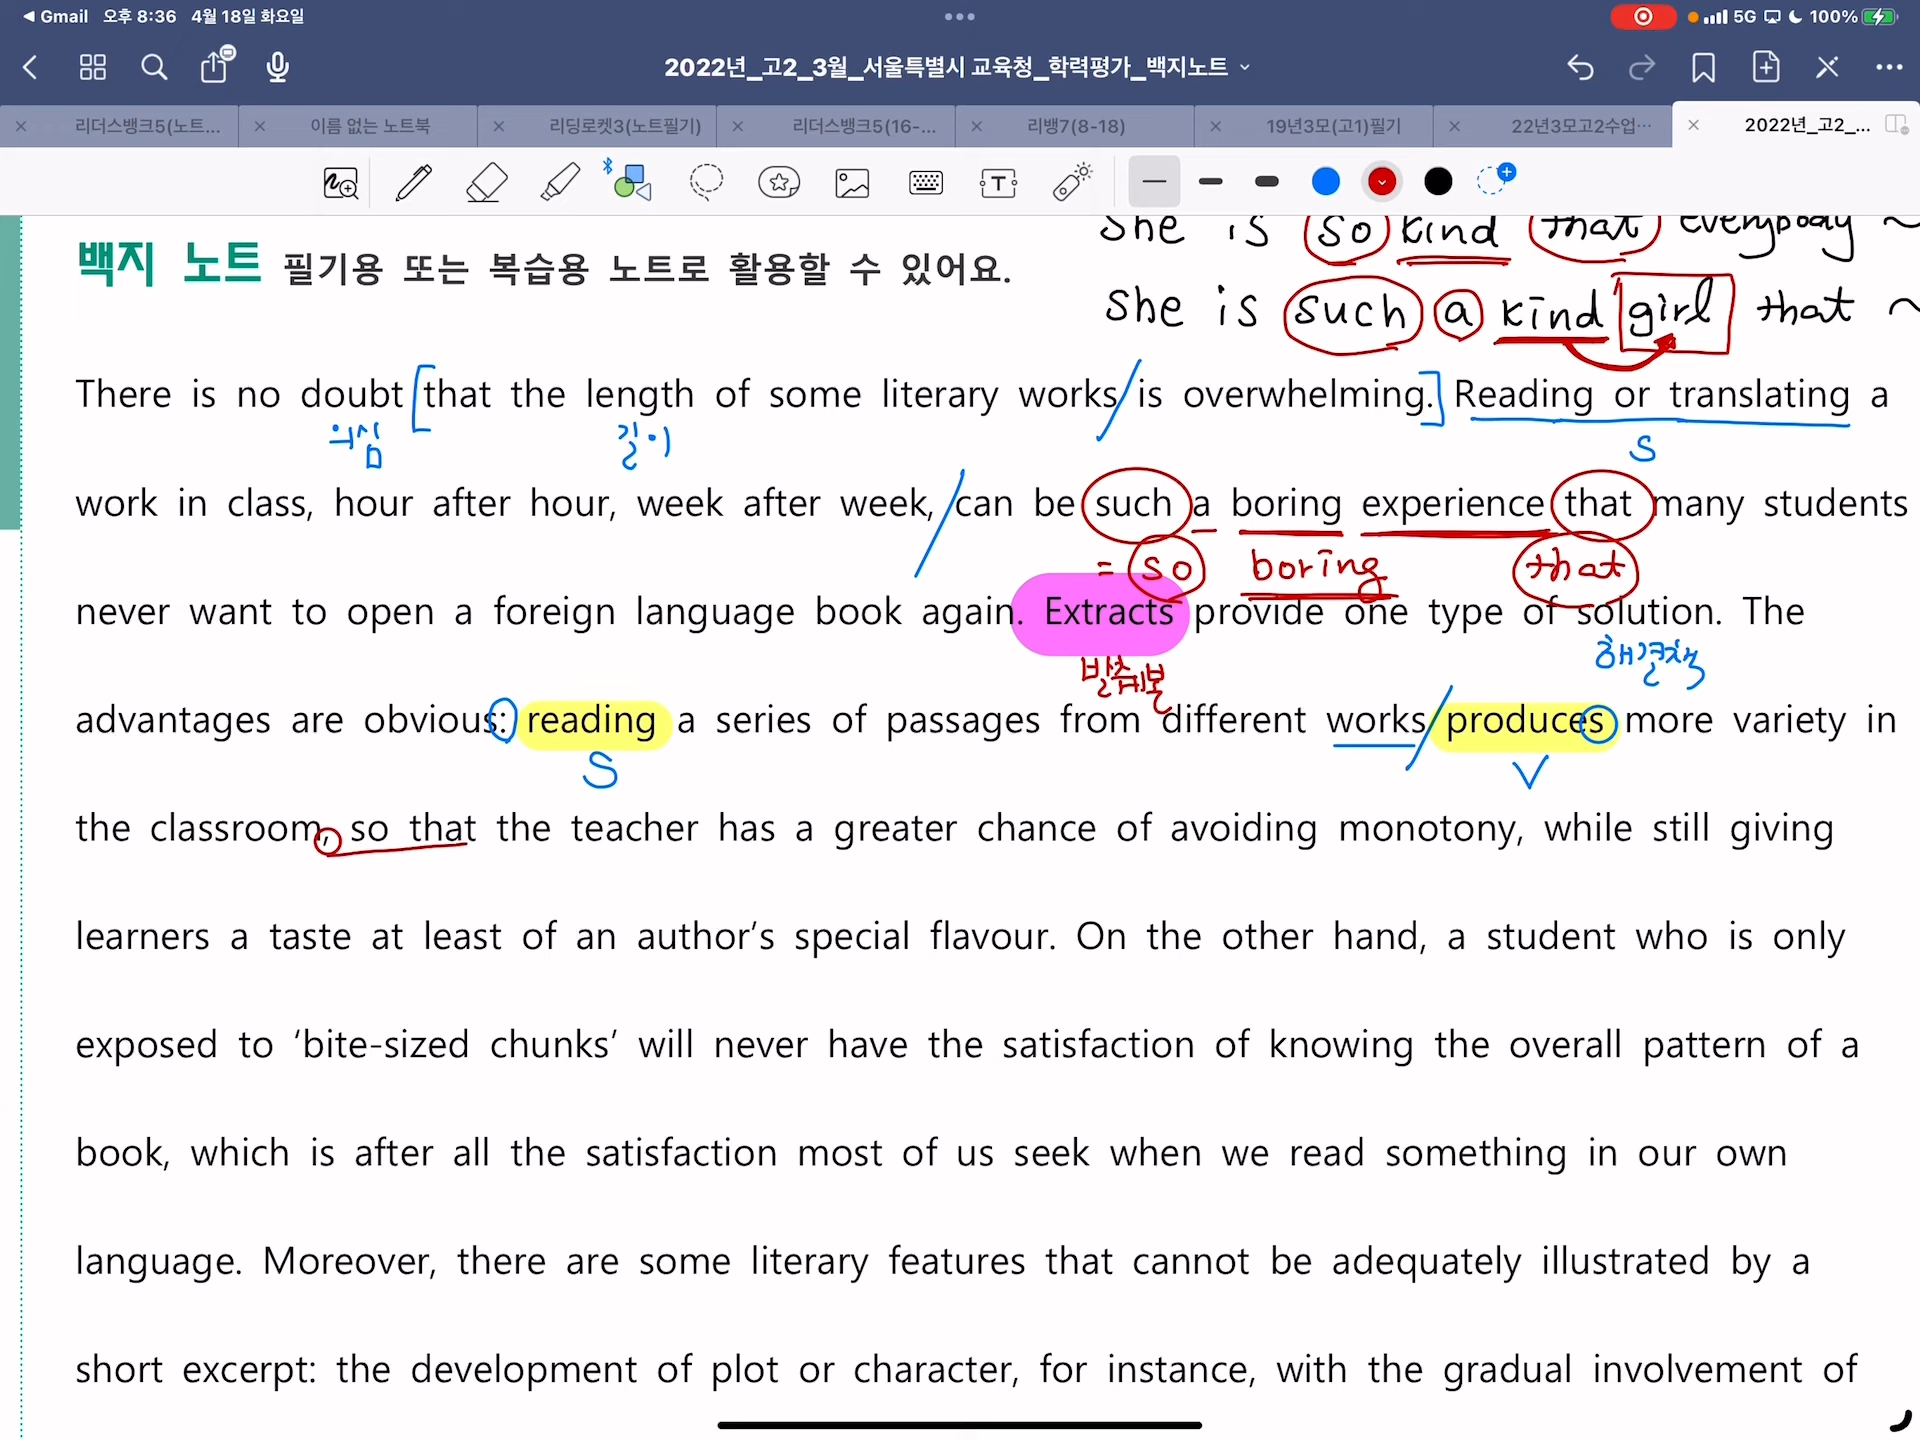 Gmail 오후 8:36 4월 18일 화요일
5G 100%
2022년_고2_3월_서울특별시 교육청_학력평가_백지노트
리더스뱅크5(노트...
이름 없는 노트북
리딩로켓3(노트필기)
리더스뱅크5(16-...
리뱅7(8-18)
19년3모(고1)필기
22년3모고2수업...
2022년_고2_...
She is so kind that everybody ~
백지 노트 필기용 또는 복습용 노트로 활용할 수 있어요.
She is such a kind girl that ~
There is no doubt [that the length of some literary works / is overwhelming.] Reading or translating a
의심 길이 S
work in class, hour after hour, week after week, / can be such a boring experience that many students
= so boring that
never want to open a foreign language book again. Extracts provide one type of solution. The
발췌본 해결책
advantages are obvious: reading a series of passages from different works / produces more variety in
S V
the classroom, so that the teacher has a greater chance of avoiding monotony, while still giving
learners a taste at least of an author’s special flavour. On the other hand, a student who is only
exposed to ‘bite-sized chunks’ will never have the satisfaction of knowing the overall pattern of a
book, which is after all the satisfaction most of us seek when we read something in our own
language. Moreover, there are some literary features that cannot be adequately illustrated by a
short excerpt: the development of plot or character, for instance, with the gradual involvement of